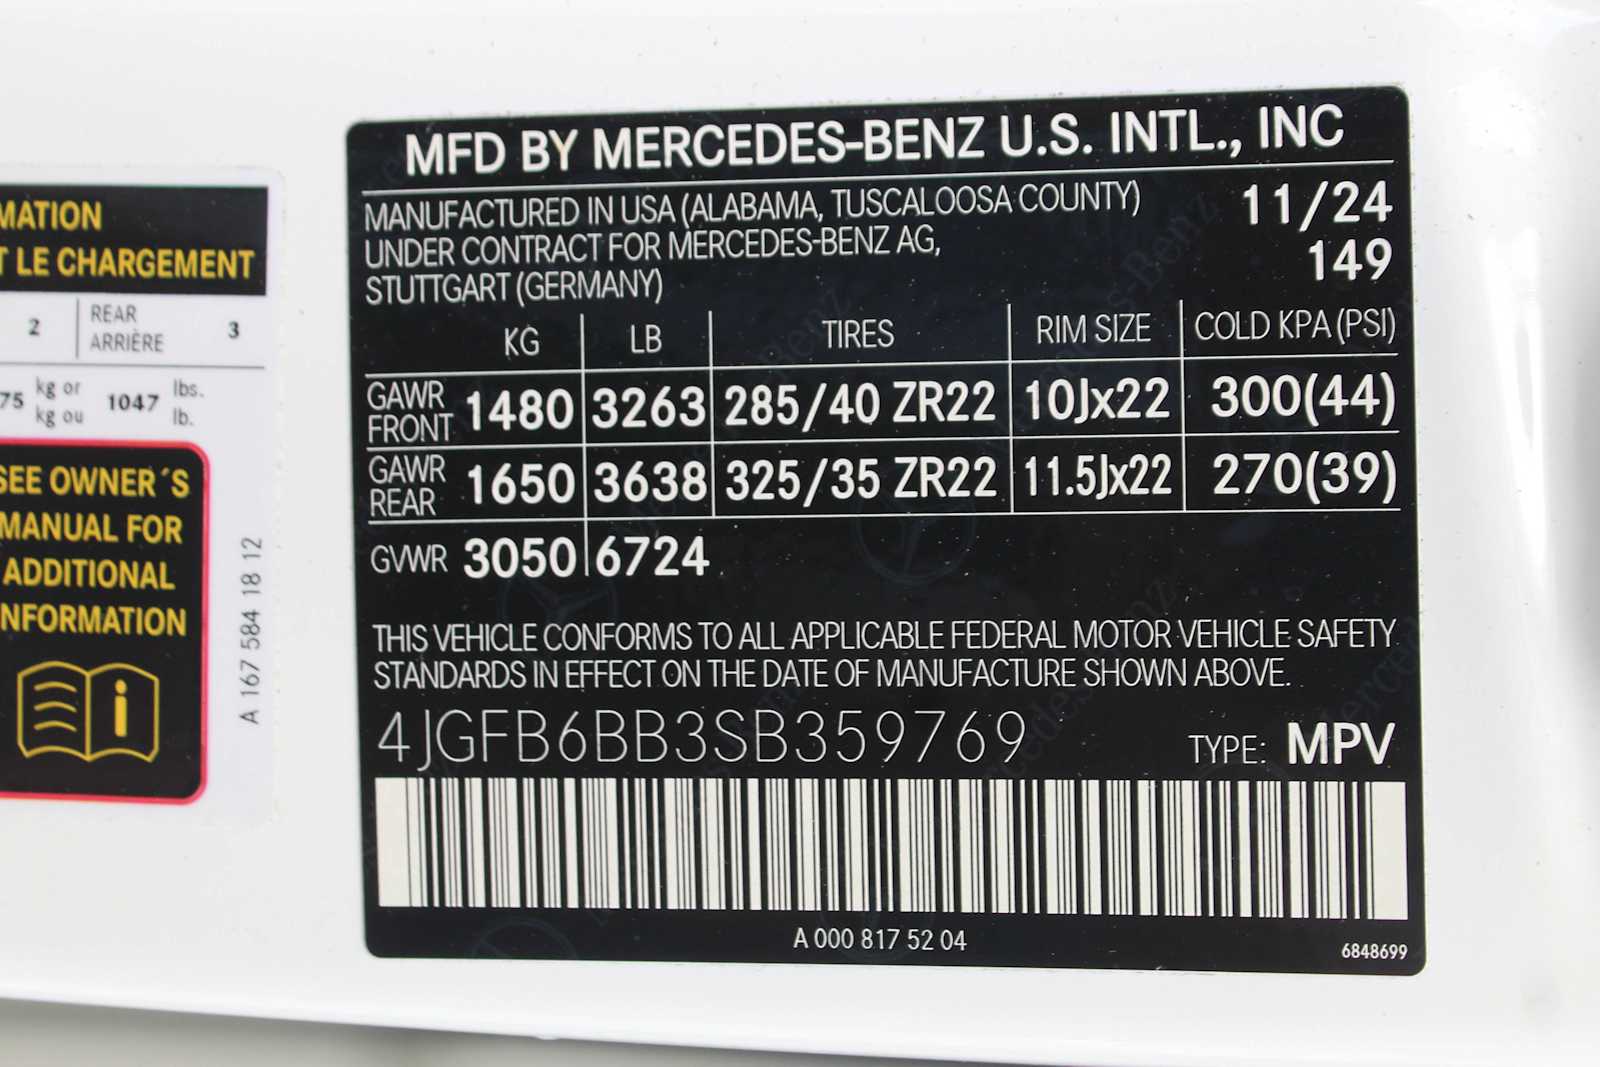 MATION
T LE CHARGEMENT
2 REAR ARRIÈRE 3
75 kg or kg ou 1047 lbs. lb.
SEE OWNER´S
MANUAL FOR
ADDITIONAL
NFORMATION
A 167 584 18 12
MFD BY MERCEDES-BENZ U.S. INTL., INC
MANUFACTURED IN USA (ALABAMA, TUSCALOOSA COUNTY) 11/24
UNDER CONTRACT FOR MERCEDES-BENZ AG, 149
STUTTGART (GERMANY)
KG LB TIRES RIM SIZE COLD KPA (PSI)
GAWR FRONT 1480 3263 285/40 ZR22 10Jx22 300(44)
GAWR REAR 1650 3638 325/35 ZR22 11.5Jx22 270(39)
GVWR 3050 6724
THIS VEHICLE CONFORMS TO ALL APPLICABLE FEDERAL MOTOR VEHICLE SAFETY
STANDARDS IN EFFECT ON THE DATE OF MANUFACTURE SHOWN ABOVE.
4JGFB6BB3SB359769 TYPE: MPV
A 000 817 52 04
6848699